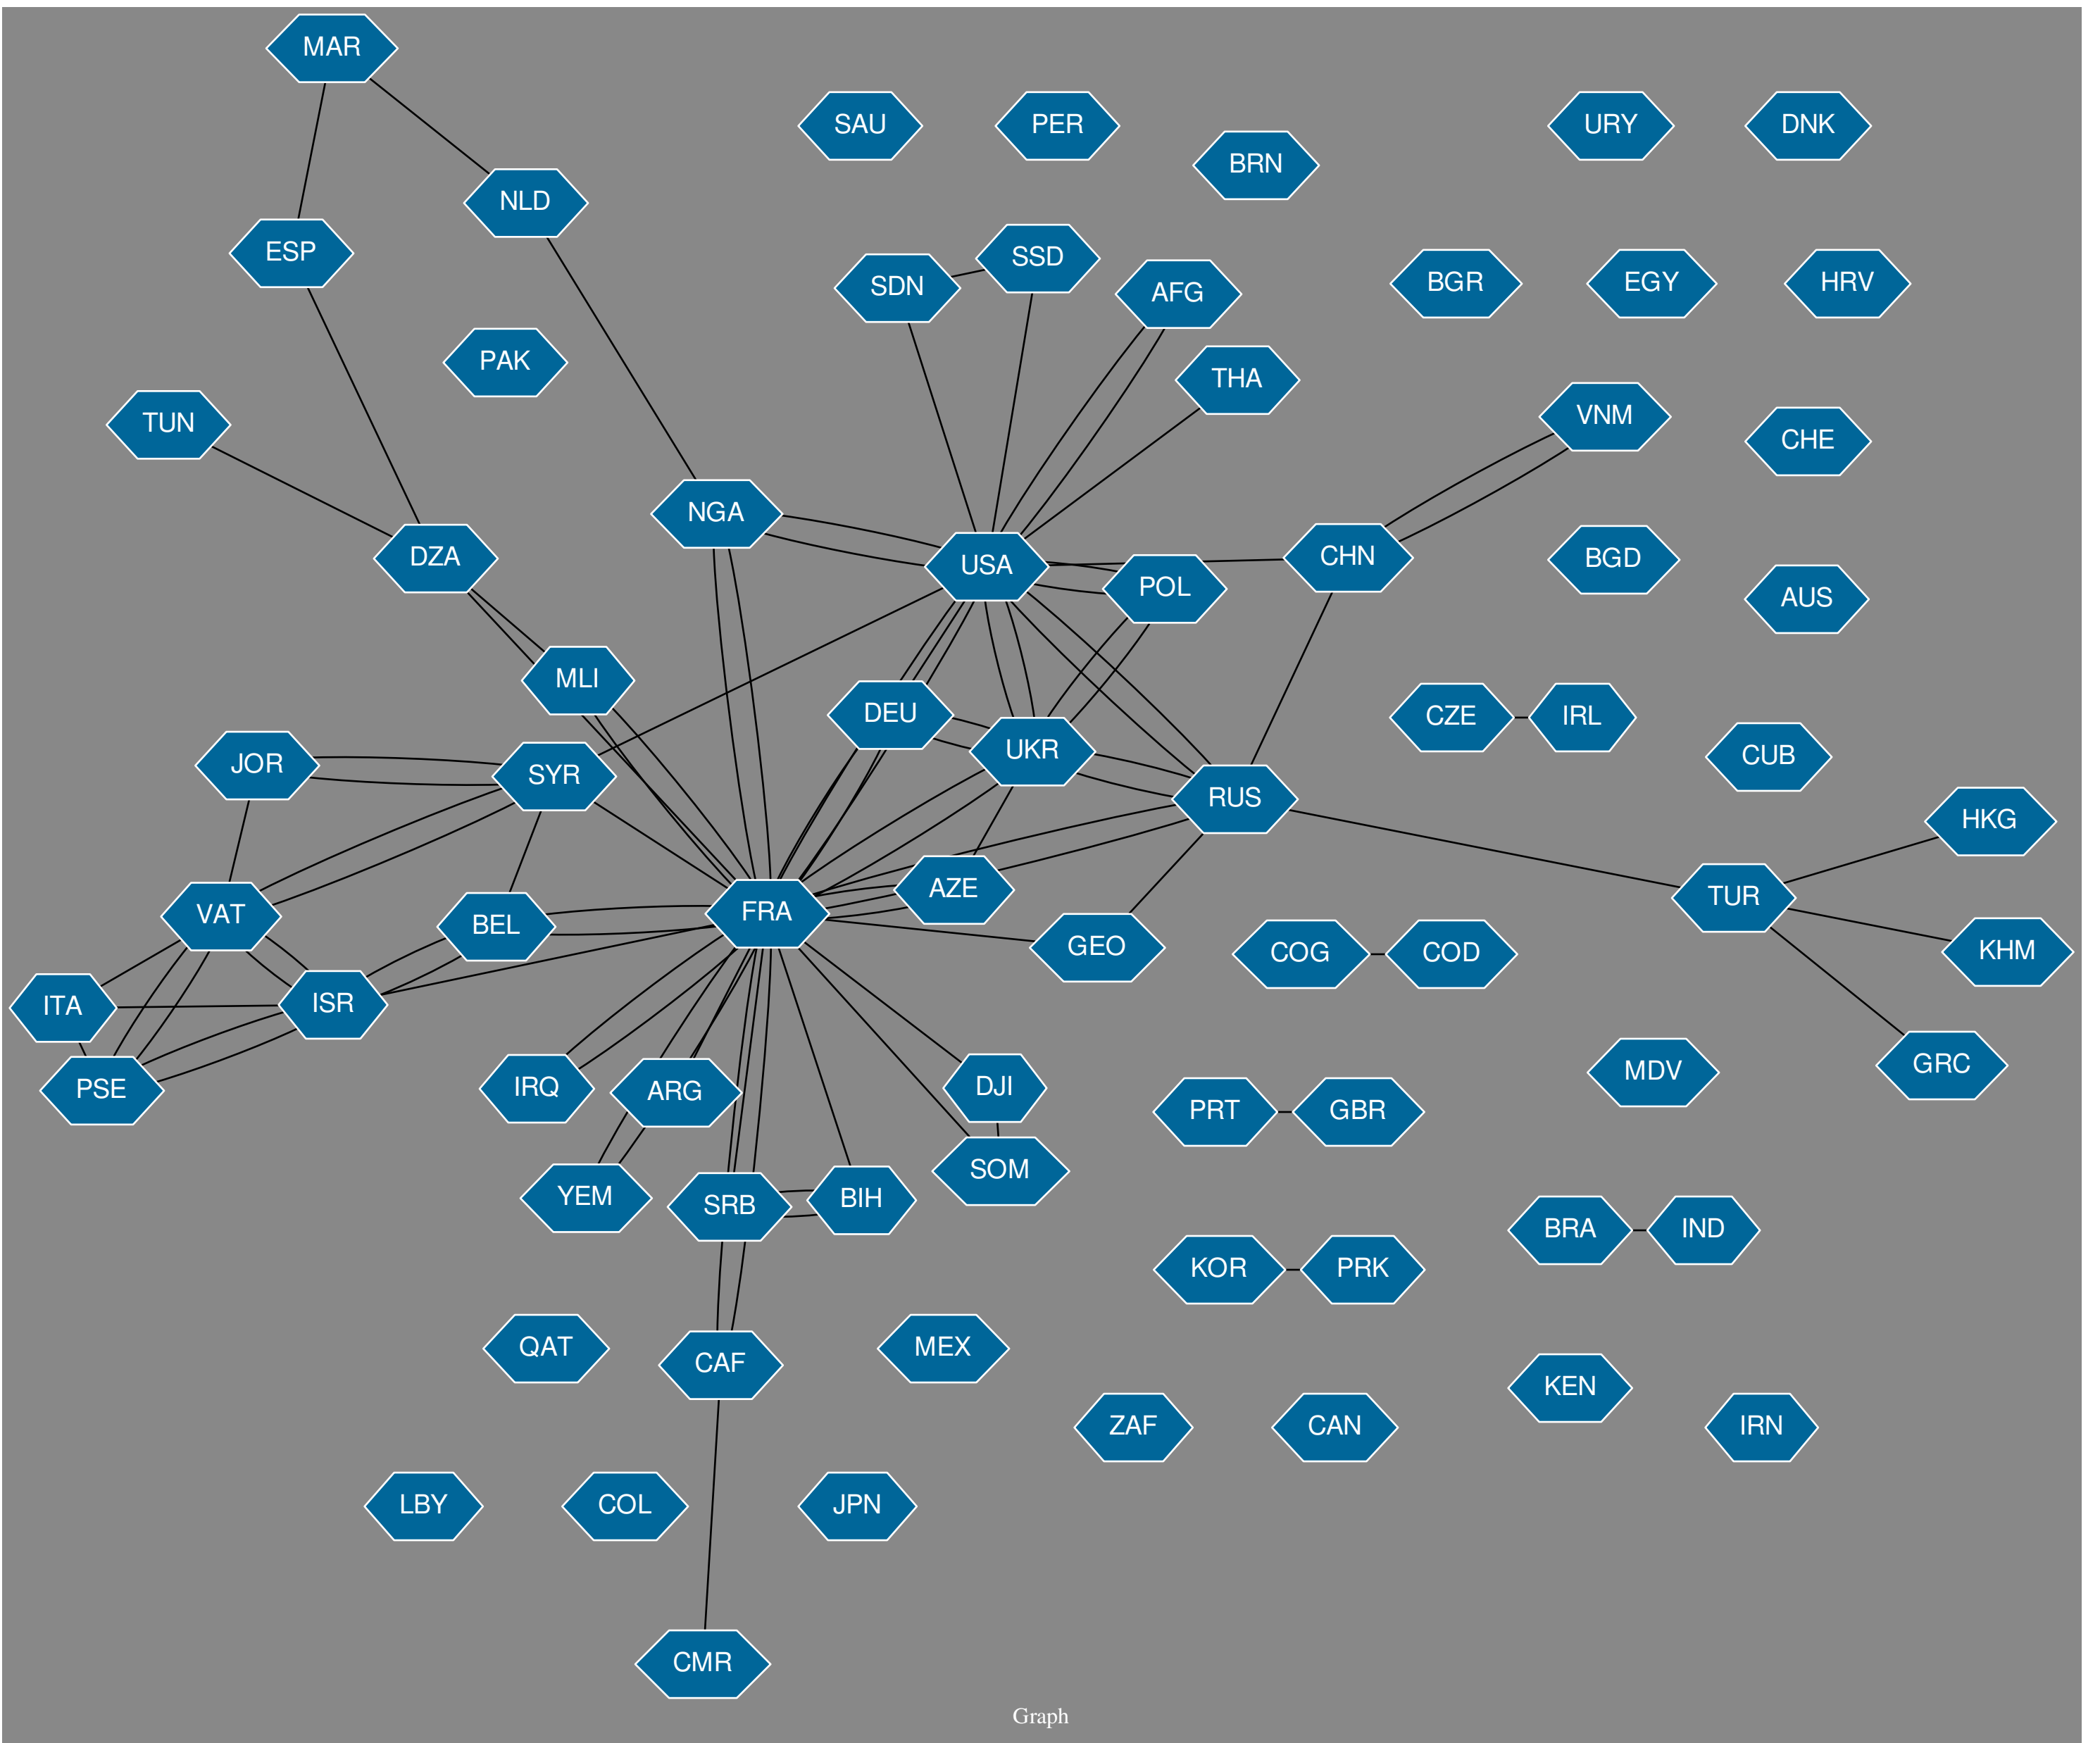 MAR
SAU
PER
URY
DNK
BRN
NLD
ESP
SSD
SDN
AFG
BGR
EGY
HRV
PAK
THA
TUN
VNM
CHE
NGA
DZA
USA
CHN
BGD
POL
AUS
MLI
DEU
CZE
IRL
UKR
CUB
JOR
SYR
RUS
HKG
AZE
TUR
VAT
FRA
BEL
GEO
COG
COD
KHM
ITA
ISR
GRC
MDV
PSE
IRQ
ARG
DJI
PRT
GBR
SOM
YEM
SRB
BIH
BRA
IND
KOR
PRK
QAT
CAF
MEX
KEN
ZAF
CAN
IRN
LBY
COL
JPN
CMR
Graph